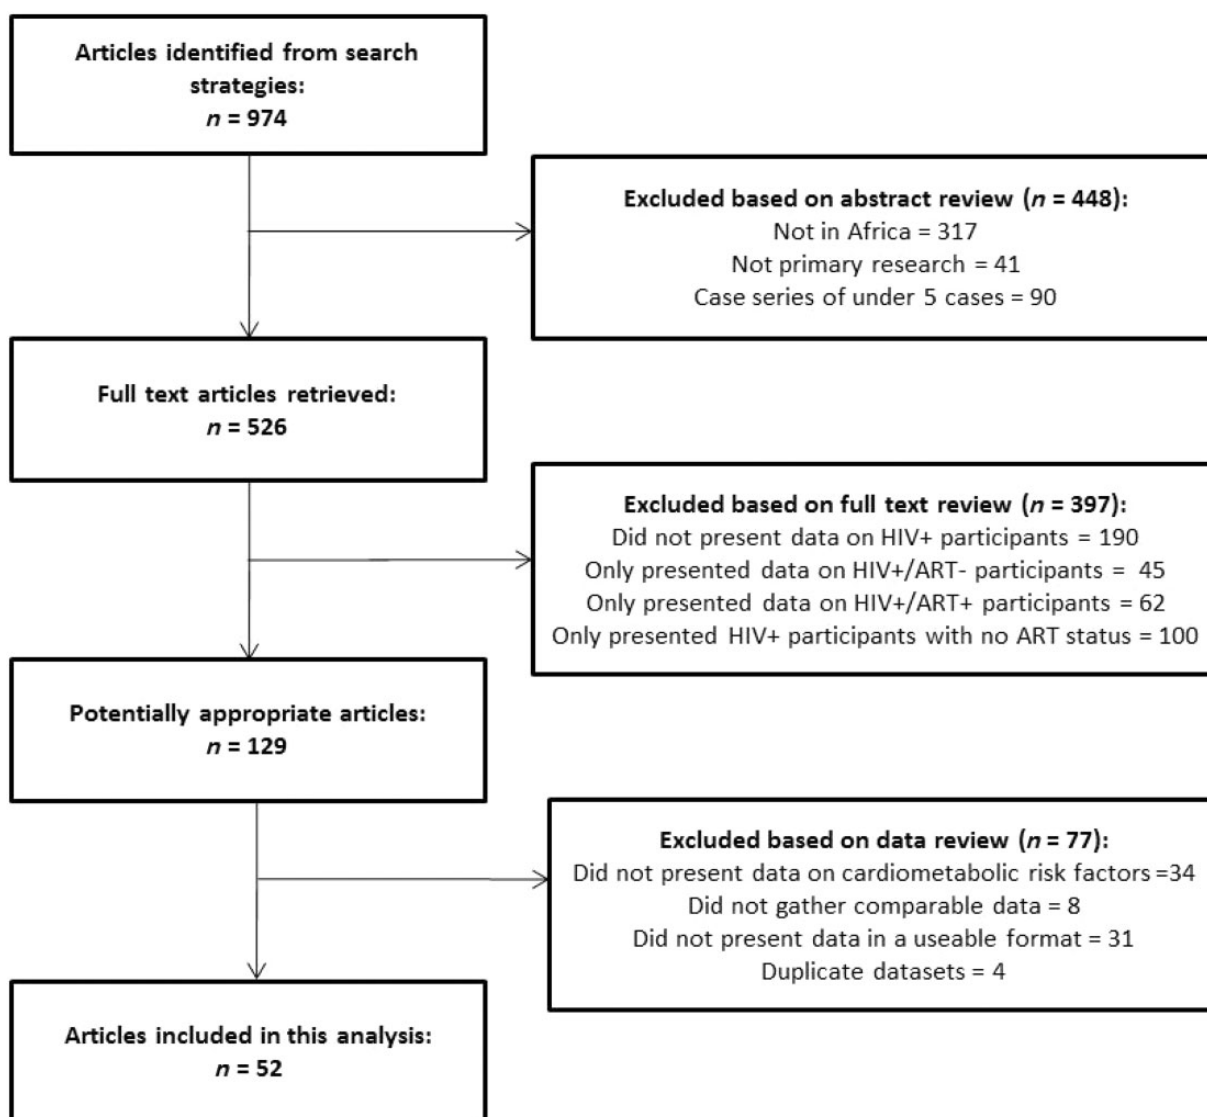 Articles identified from search
strategies:
n = 974
Excluded based on abstract review (n = 448):
Not in Africa = 317
Not primary research = 41
Case series of under 5 cases = 90
Full text articles retrieved:
n = 526
Excluded based on full text review (n = 397):
Did not present data on HIV+ participants = 190
Only presented data on HIV+/ART- participants = 45
Only presented data on HIV+/ART+ participants = 62
Only presented HIV+ participants with no ART status = 100
Potentially appropriate articles:
n = 129
Excluded based on data review (n = 77):
Did not present data on cardiometabolic risk factors =34
Did not gather comparable data = 8
Did not present data in a useable format = 31
Duplicate datasets = 4
Articles included in this analysis:
n = 52